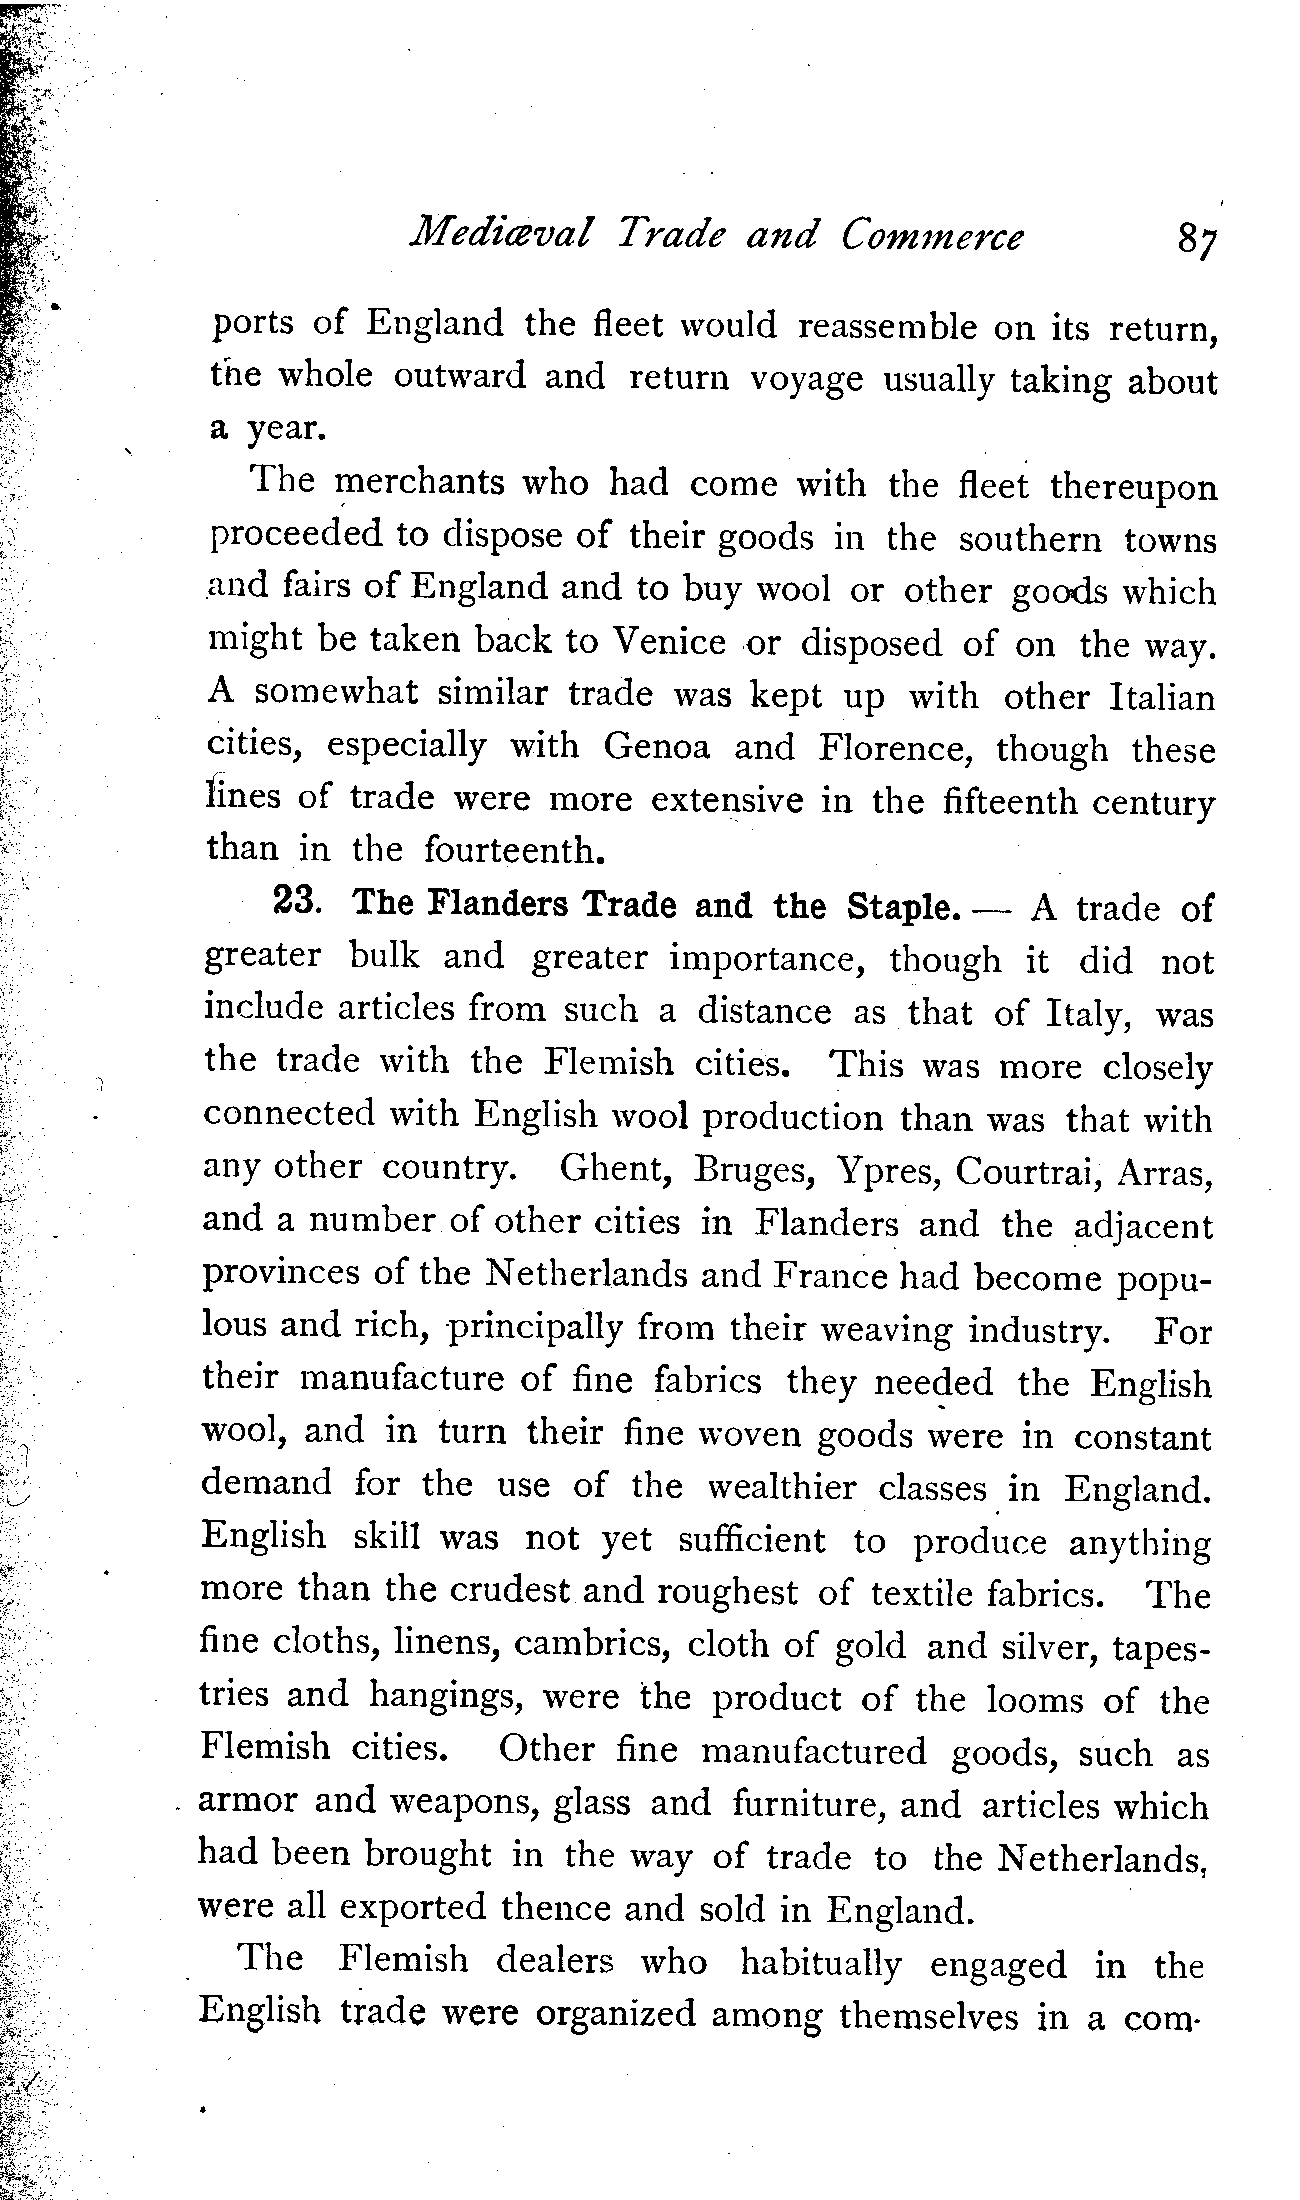 Mediæval Trade and Commerce 87
ports of England the fleet would reassemble on its return,
the whole outward and return voyage usually taking about
a year.
The merchants who had come with the fleet thereupon
proceeded to dispose of their goods in the southern towns
and fairs of England and to buy wool or other goods which
might be taken back to Venice or disposed of on the way.
A somewhat similar trade was kept up with other Italian
cities, especially with Genoa and Florence, though these
lines of trade were more extensive in the fifteenth century
than in the fourteenth.
23. The Flanders Trade and the Staple. — A trade of
greater bulk and greater importance, though it did not
include articles from such a distance as that of Italy, was
the trade with the Flemish cities. This was more closely
connected with English wool production than was that with
any other country. Ghent, Bruges, Ypres, Courtrai, Arras,
and a number of other cities in Flanders and the adjacent
provinces of the Netherlands and France had become popu-
lous and rich, principally from their weaving industry. For
their manufacture of fine fabrics they needed the English
wool, and in turn their fine woven goods were in constant
demand for the use of the wealthier classes in England.
English skill was not yet sufficient to produce anything
more than the crudest and roughest of textile fabrics. The
fine cloths, linens, cambrics, cloth of gold and silver, tapes-
tries and hangings, were the product of the looms of the
Flemish cities. Other fine manufactured goods, such as
armor and weapons, glass and furniture, and articles which
had been brought in the way of trade to the Netherlands,
were all exported thence and sold in England.
The Flemish dealers who habitually engaged in the
English trade were organized among themselves in a com-